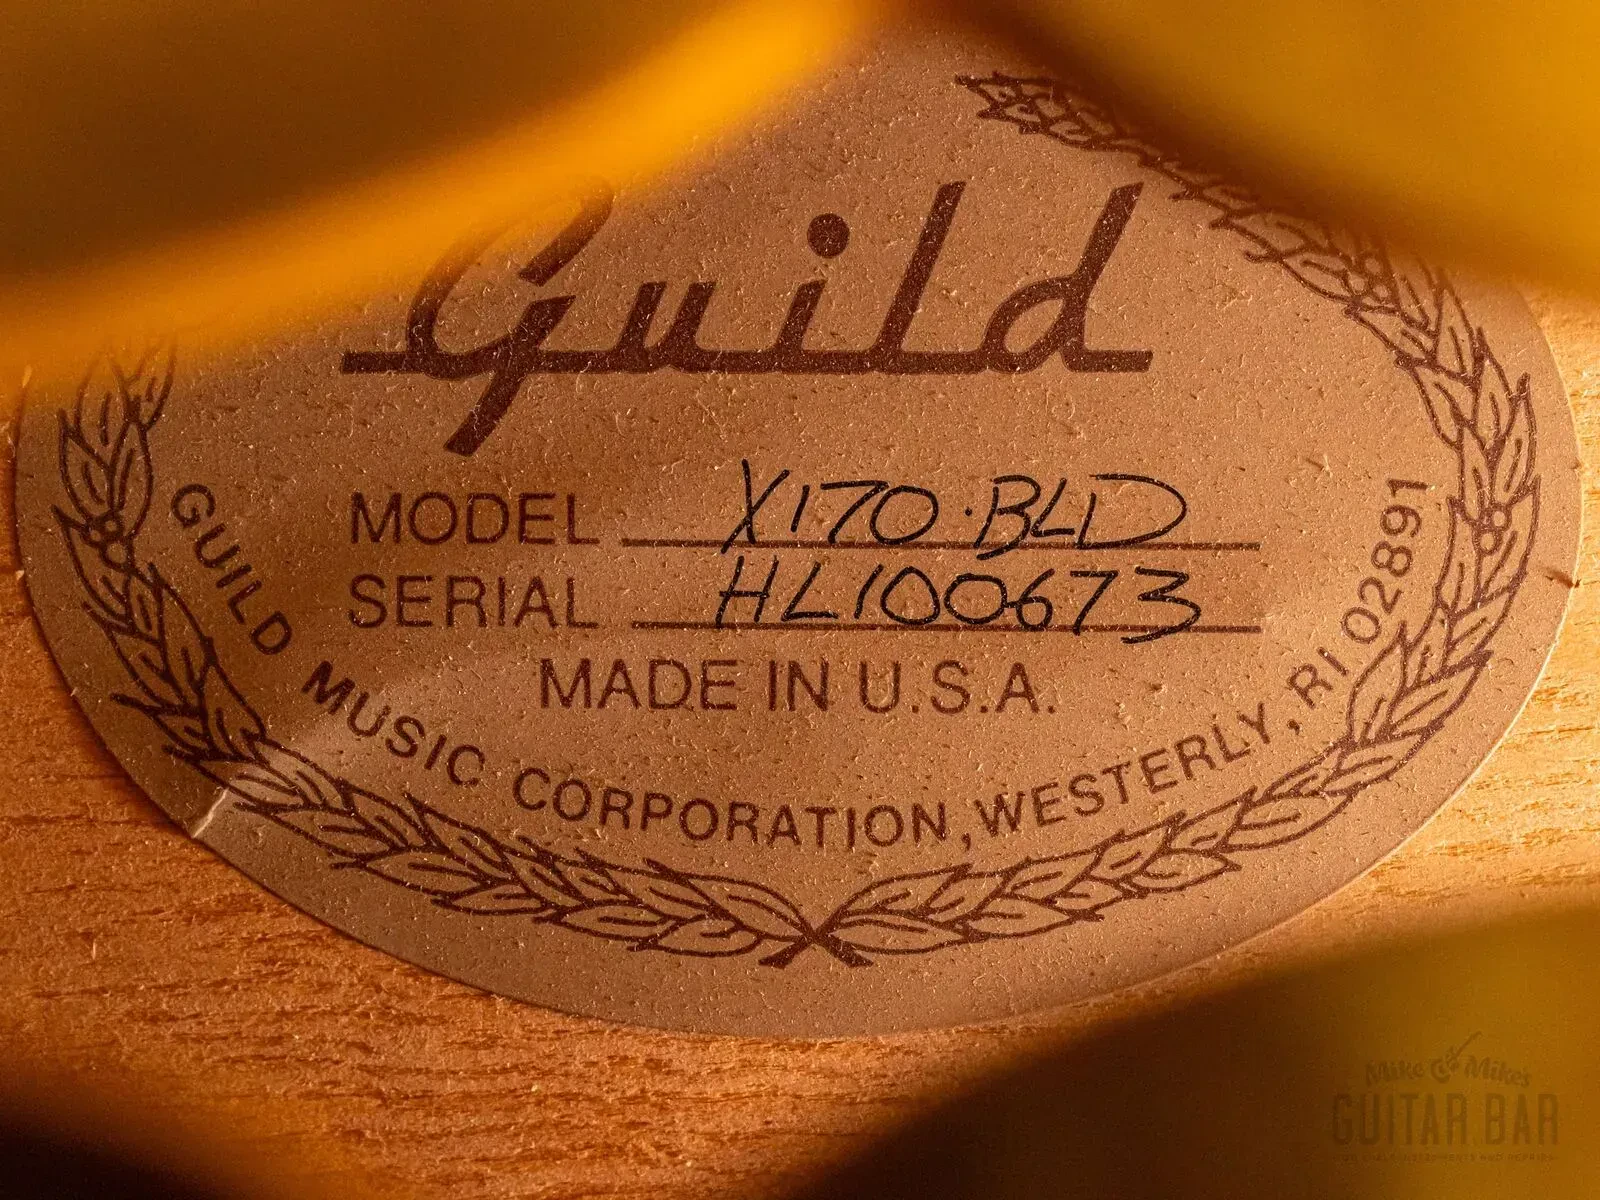 Guild
MODEL X170·BLD
SERIAL HL100673
MADE IN U.S.A.
GUILD MUSIC CORPORATION, WESTERLY, RI 02891
Mike & Mike's
GUITAR BAR